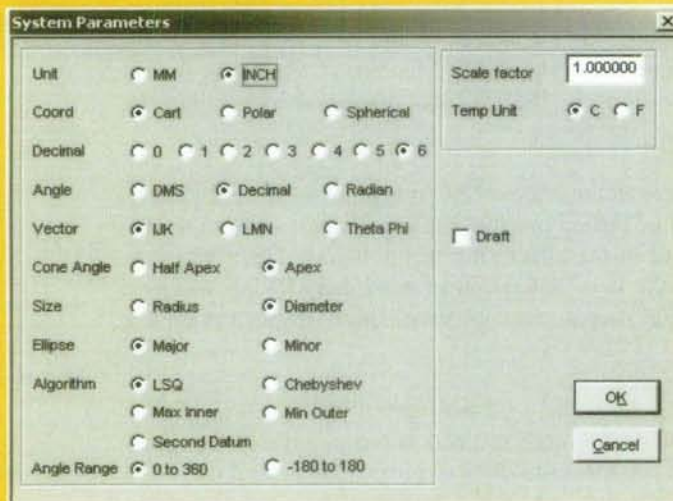 System Parameters
Unit MM INCH
Coord Cart Polar Spherical
Decimal 0 1 2 3 4 5 6
Angle DMS Decimal Radian
Vector IJK LMN Theta Phi
Cone Angle Half Apex Apex
Size Radius Diameter
Ellipse Major Minor
Algorithm LSQ Chebyshev
Max Inner Min Outer
Second Datum
Angle Range 0 to 360 -180 to 180
Scale factor 1.000000
Temp Unit C F
Draft
OK
Cancel